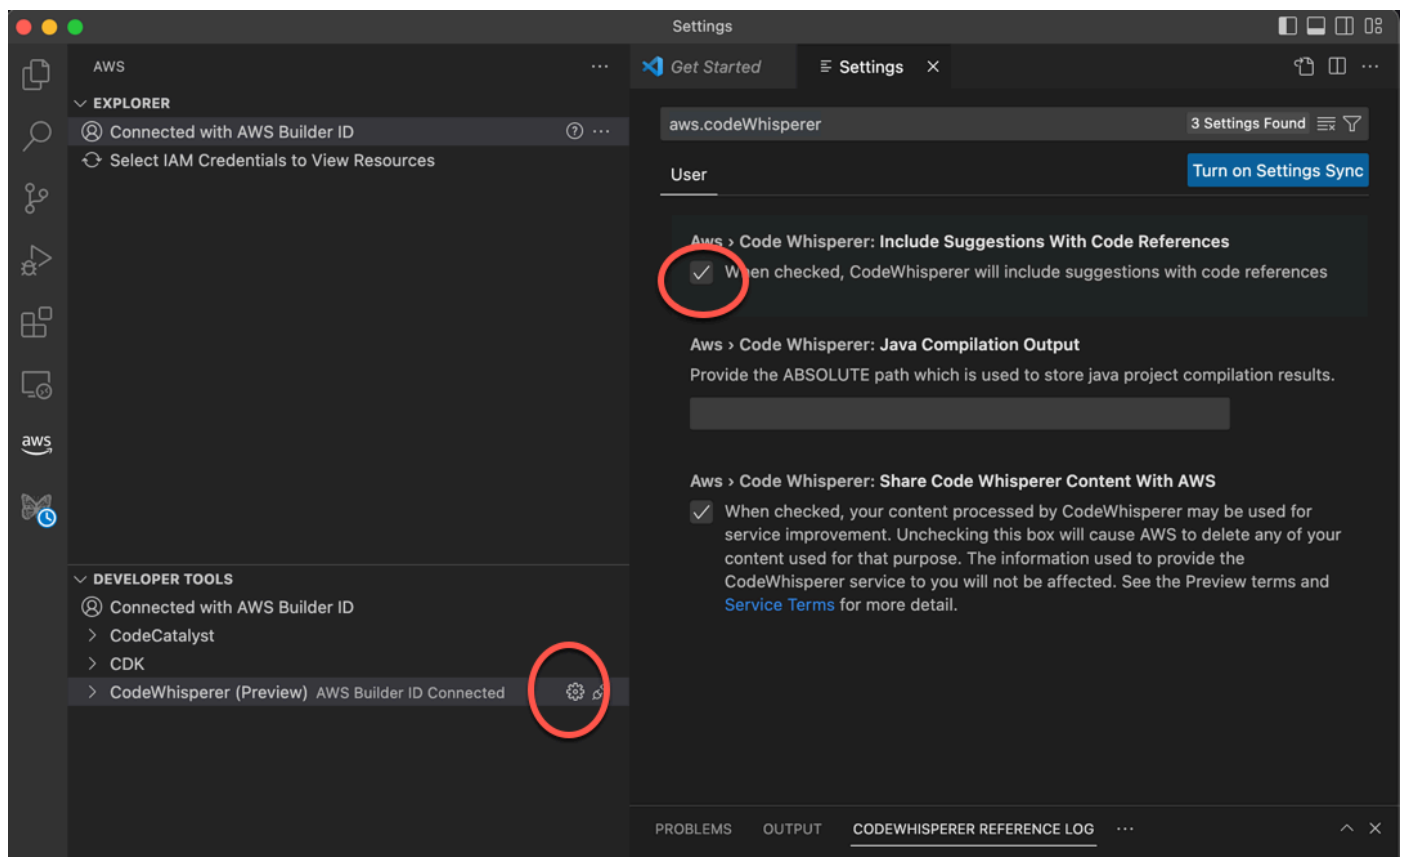 Settings
AWS
EXPLORER
Connected with AWS Builder ID
Select IAM Credentials to View Resources
aws
DEVELOPER TOOLS
Connected with AWS Builder ID
CodeCatalyst
CDK
CodeWhisperer (Preview) AWS Builder ID Connected
Get Started
Settings
aws.codeWhisperer
3 Settings Found
User
Turn on Settings Sync
Aws › Code Whisperer: Include Suggestions With Code References
When checked, CodeWhisperer will include suggestions with code references
Aws › Code Whisperer: Java Compilation Output
Provide the ABSOLUTE path which is used to store java project compilation results.
Aws › Code Whisperer: Share Code Whisperer Content With AWS
When checked, your content processed by CodeWhisperer may be used for
service improvement. Unchecking this box will cause AWS to delete any of your
content used for that purpose. The information used to provide the
CodeWhisperer service to you will not be affected. See the Preview terms and
Service Terms for more detail.
PROBLEMS OUTPUT CODEWHISPERER REFERENCE LOG